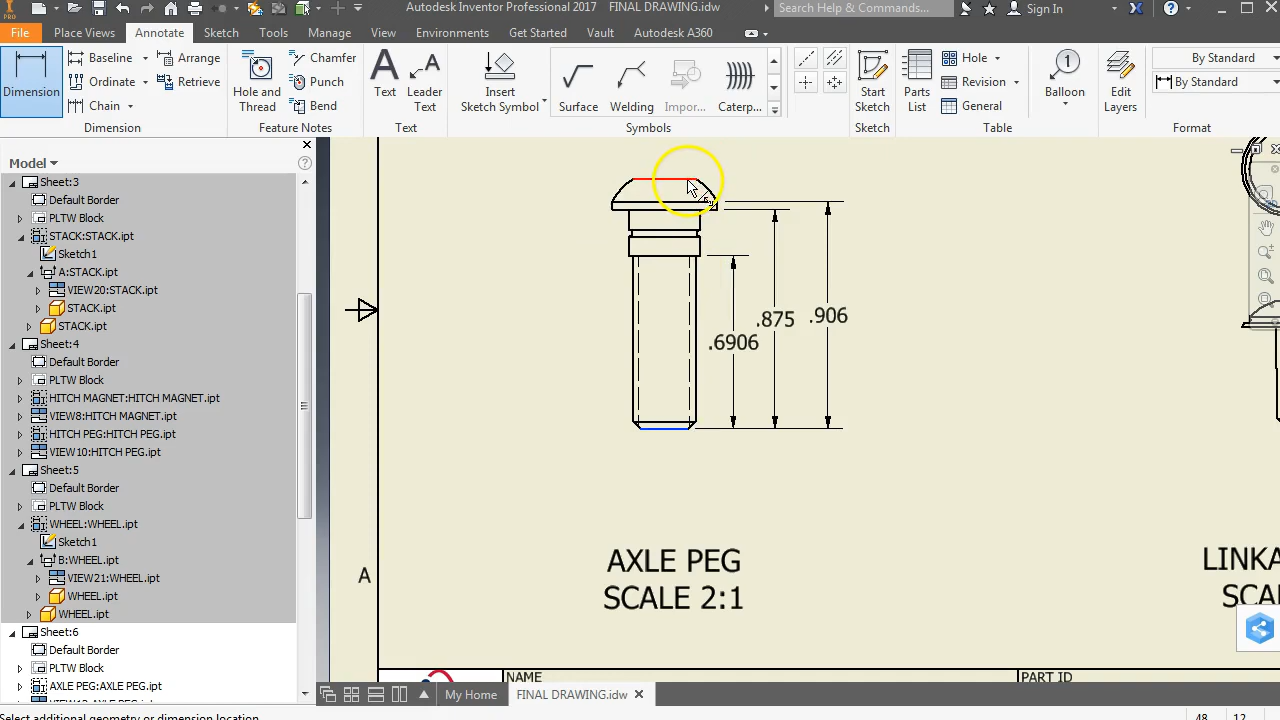 PRO
Autodesk Inventor Professional 2017 FINAL DRAWING.idw
Search Help & Commands...
Sign In
File Place Views Annotate Sketch Tools Manage View Environments Get Started Vault Autodesk A360
Dimension
Baseline
Ordinate
Chain
Arrange
Retrieve
Dimension
Hole and Thread
Chamfer
Punch
Bend
Feature Notes
Text
Leader Text
Text
Insert Sketch Symbol
Surface Welding Impor... Caterp...
Symbols
Start Sketch
Sketch
Parts List
Hole
Revision
General
Table
Balloon
Edit Layers
By Standard
By Standard
Format
Model
Sheet:3
Default Border
PLTW Block
STACK:STACK.ipt
Sketch1
A:STACK.ipt
VIEW20:STACK.ipt
STACK.ipt
STACK.ipt
Sheet:4
Default Border
PLTW Block
HITCH MAGNET:HITCH MAGNET.ipt
VIEW8:HITCH MAGNET.ipt
HITCH PEG:HITCH PEG.ipt
VIEW10:HITCH PEG.ipt
Sheet:5
Default Border
PLTW Block
WHEEL:WHEEL.ipt
Sketch1
B:WHEEL.ipt
VIEW21:WHEEL.ipt
WHEEL.ipt
WHEEL.ipt
Sheet:6
Default Border
PLTW Block
AXLE PEG:AXLE PEG.ipt
.6906
.875
.906
A
AXLE PEG
SCALE 2:1
LINKA
SCAL
NAME
PART ID
My Home
FINAL DRAWING.idw
Select additional geometry or dimension location
48 12